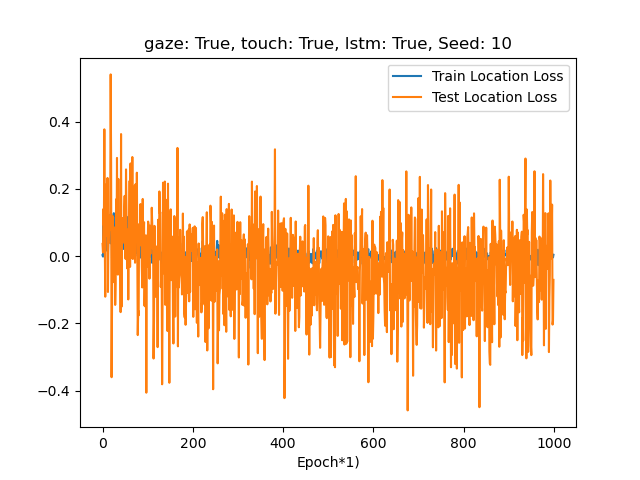 gaze: True, touch: True, lstm: True, Seed: 10
Train Location Loss
Test Location Loss
0.4
0.2
0.0
−0.2
−0.4
0 200 400 600 800 1000
Epoch*1)